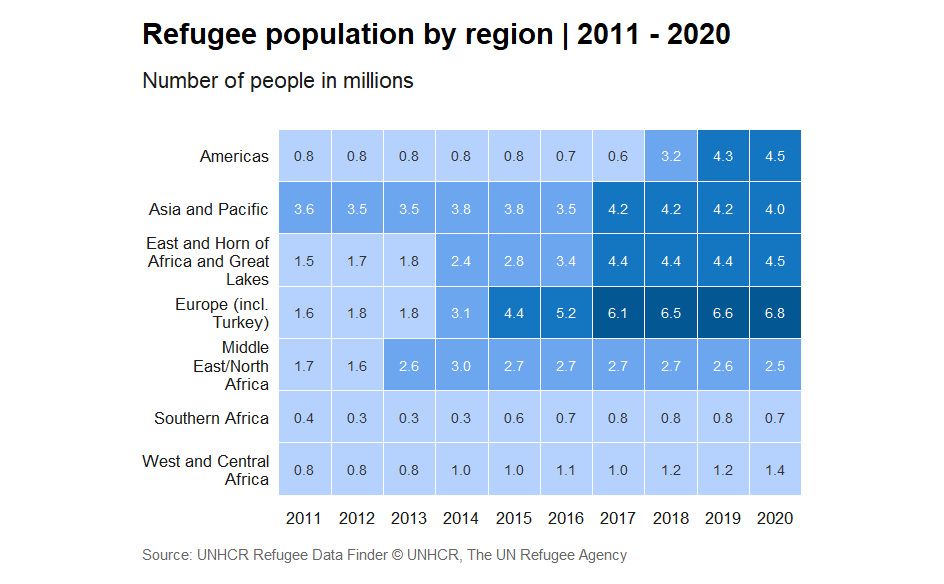 Refugee population by region | 2011 - 2020
Number of people in millions
Americas 0.8 0.8 0.8 0.8 0.8 0.7 0.6 3.2 4.3 4.5
Asia and Pacific 3.6 3.5 3.5 3.8 3.8 3.5 4.2 4.2 4.2 4.0
East and Horn of
Africa and Great
Lakes
1.5 1.7 1.8 2.4 2.8 3.4 4.4 4.4 4.4 4.5
Europe (incl.
Turkey)
1.6 1.8 1.8 3.1 4.4 5.2 6.1 6.5 6.6 6.8
Middle
East/North
Africa
1.7 1.6 2.6 3.0 2.7 2.7 2.7 2.7 2.6 2.5
Southern Africa 0.4 0.3 0.3 0.3 0.6 0.7 0.8 0.8 0.8 0.7
West and Central
Africa
0.8 0.8 0.8 1.0 1.0 1.1 1.0 1.2 1.2 1.4
2011 2012 2013 2014 2015 2016 2017 2018 2019 2020
Source: UNHCR Refugee Data Finder © UNHCR, The UN Refugee Agency